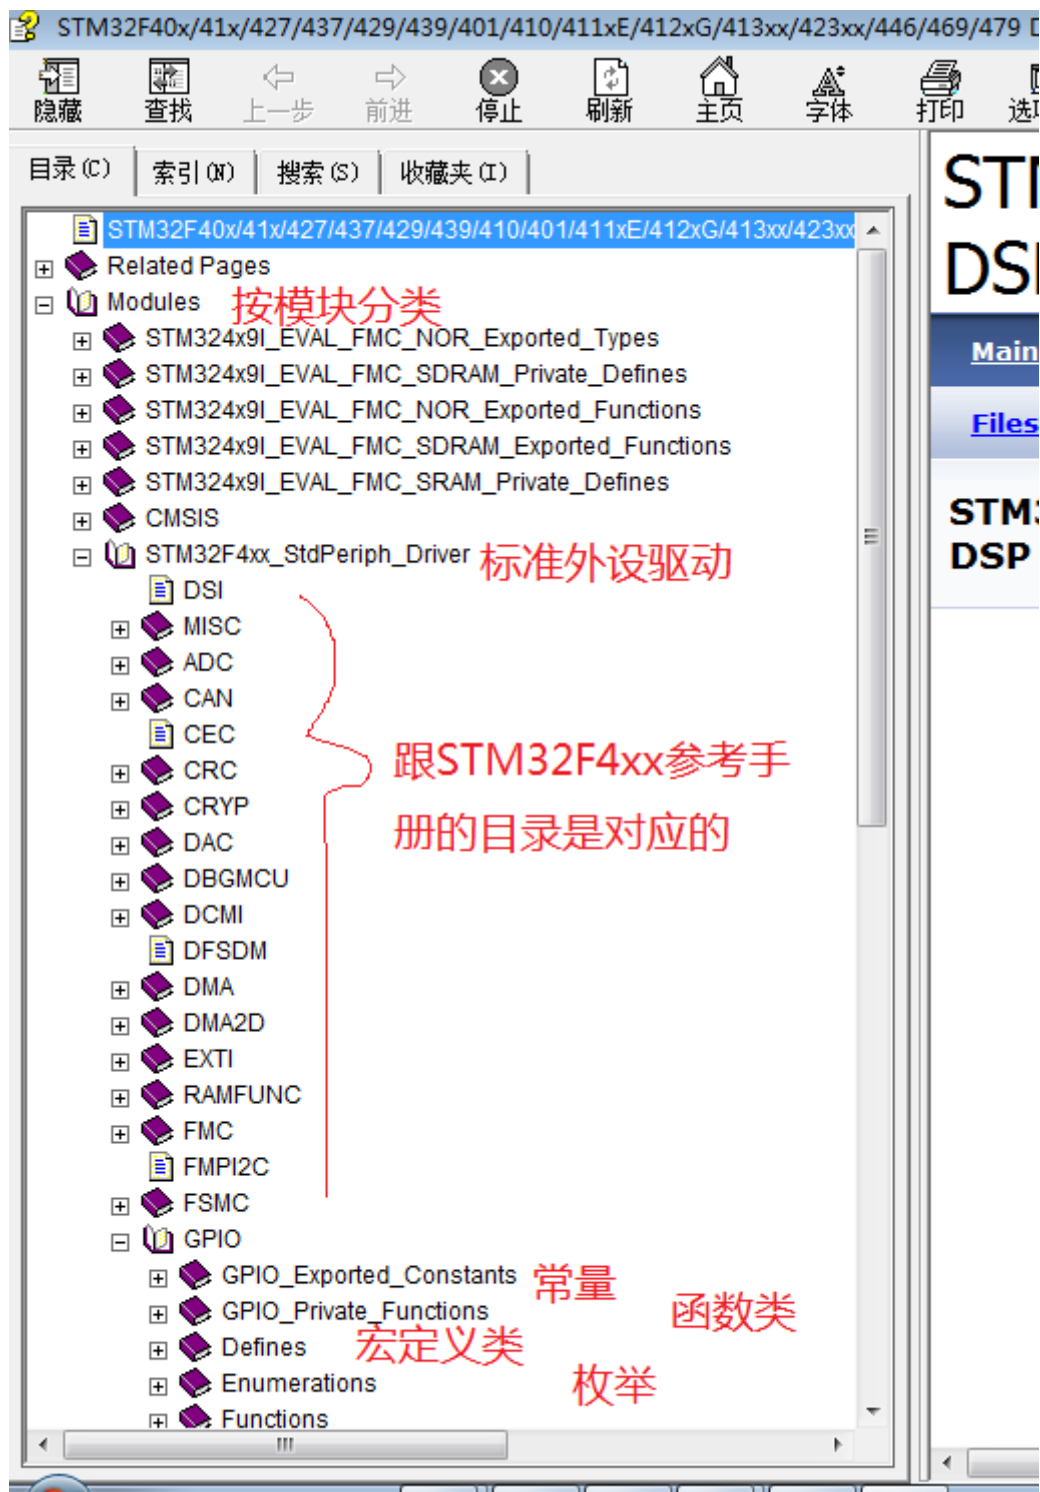 STM32F40x/41x/427/437/429/439/401/410/411xE/412xG/413xx/423xx/446/469/479
隐藏 查找 上一步 前进 停止 刷新 主页 字体 打印
目录(C) 索引(N) 搜索(S) 收藏夹(I)
STM32F40x/41x/427/437/429/439/410/401/411xE/412xG/413xx/423xx
Related Pages
Modules 按模块分类
STM324x9I_EVAL_FMC_NOR_Exported_Types
STM324x9I_EVAL_FMC_SDRAM_Private_Defines
STM324x9I_EVAL_FMC_NOR_Exported_Functions
STM324x9I_EVAL_FMC_SDRAM_Exported_Functions
STM324x9I_EVAL_FMC_SRAM_Private_Defines
CMSIS
STM32F4xx_StdPeriph_Driver 标准外设驱动
DSI
MISC
ADC
CAN
CEC
跟STM32F4xx参考手
CRC
CRYP
册的目录是对应的
DAC
DBGMCU
DCMI
DFSDM
DMA
DMA2D
EXTI
RAMFUNC
FMC
FMPI2C
FSMC
GPIO
GPIO_Exported_Constants 常量
GPIO_Private_Functions 函数类
Defines 宏定义类
Enumerations 枚举
Functions
Main
Files
DSP